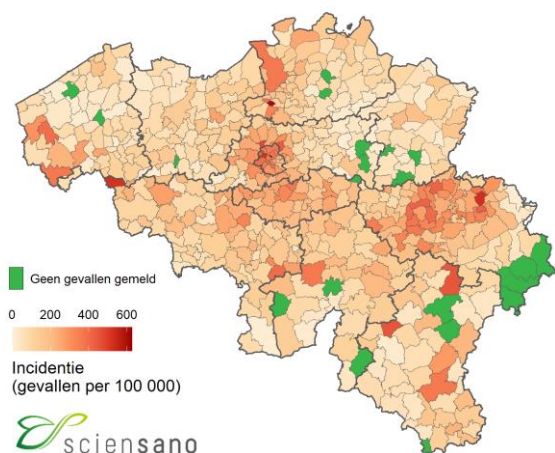 Geen gevallen gemeld
0 200 400 600
Incidentie
(gevallen per 100 000)
sciensano